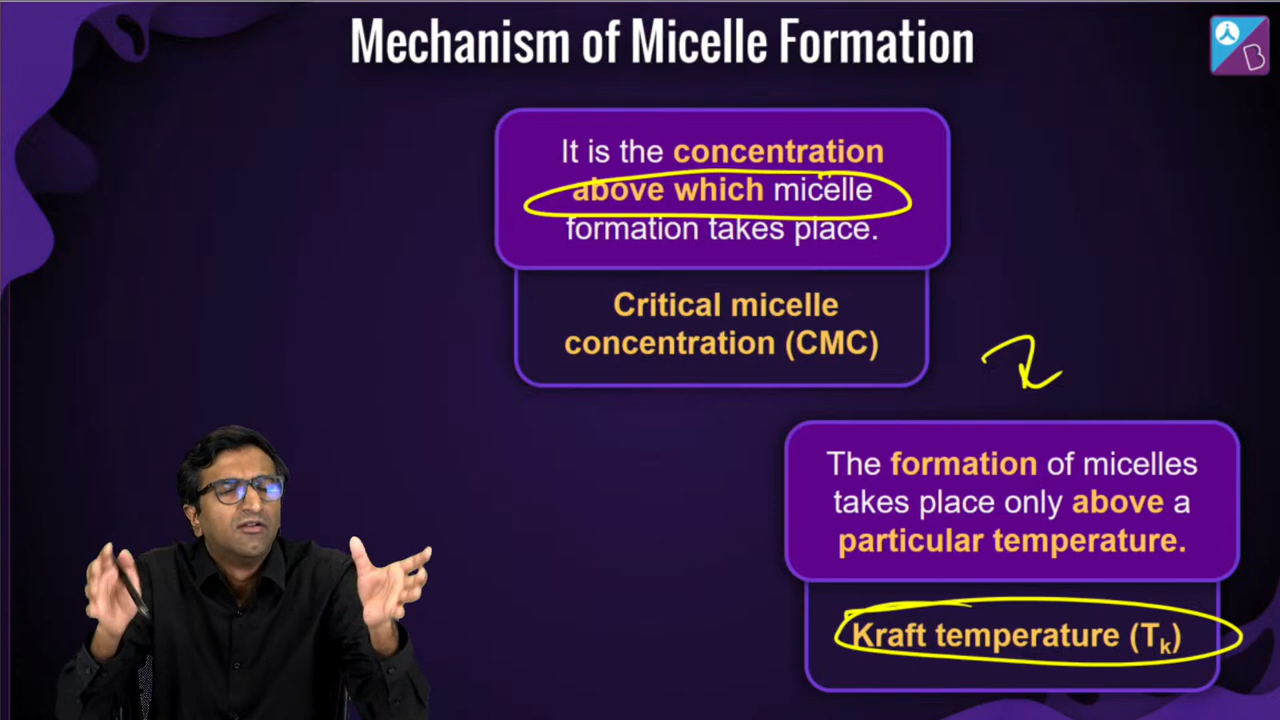 Mechanism of Micelle Formation
B
It is the concentration
above which micelle
formation takes place.
Critical micelle
concentration (CMC)
The formation of micelles
takes place only above a
particular temperature.
Kraft temperature (Tk)